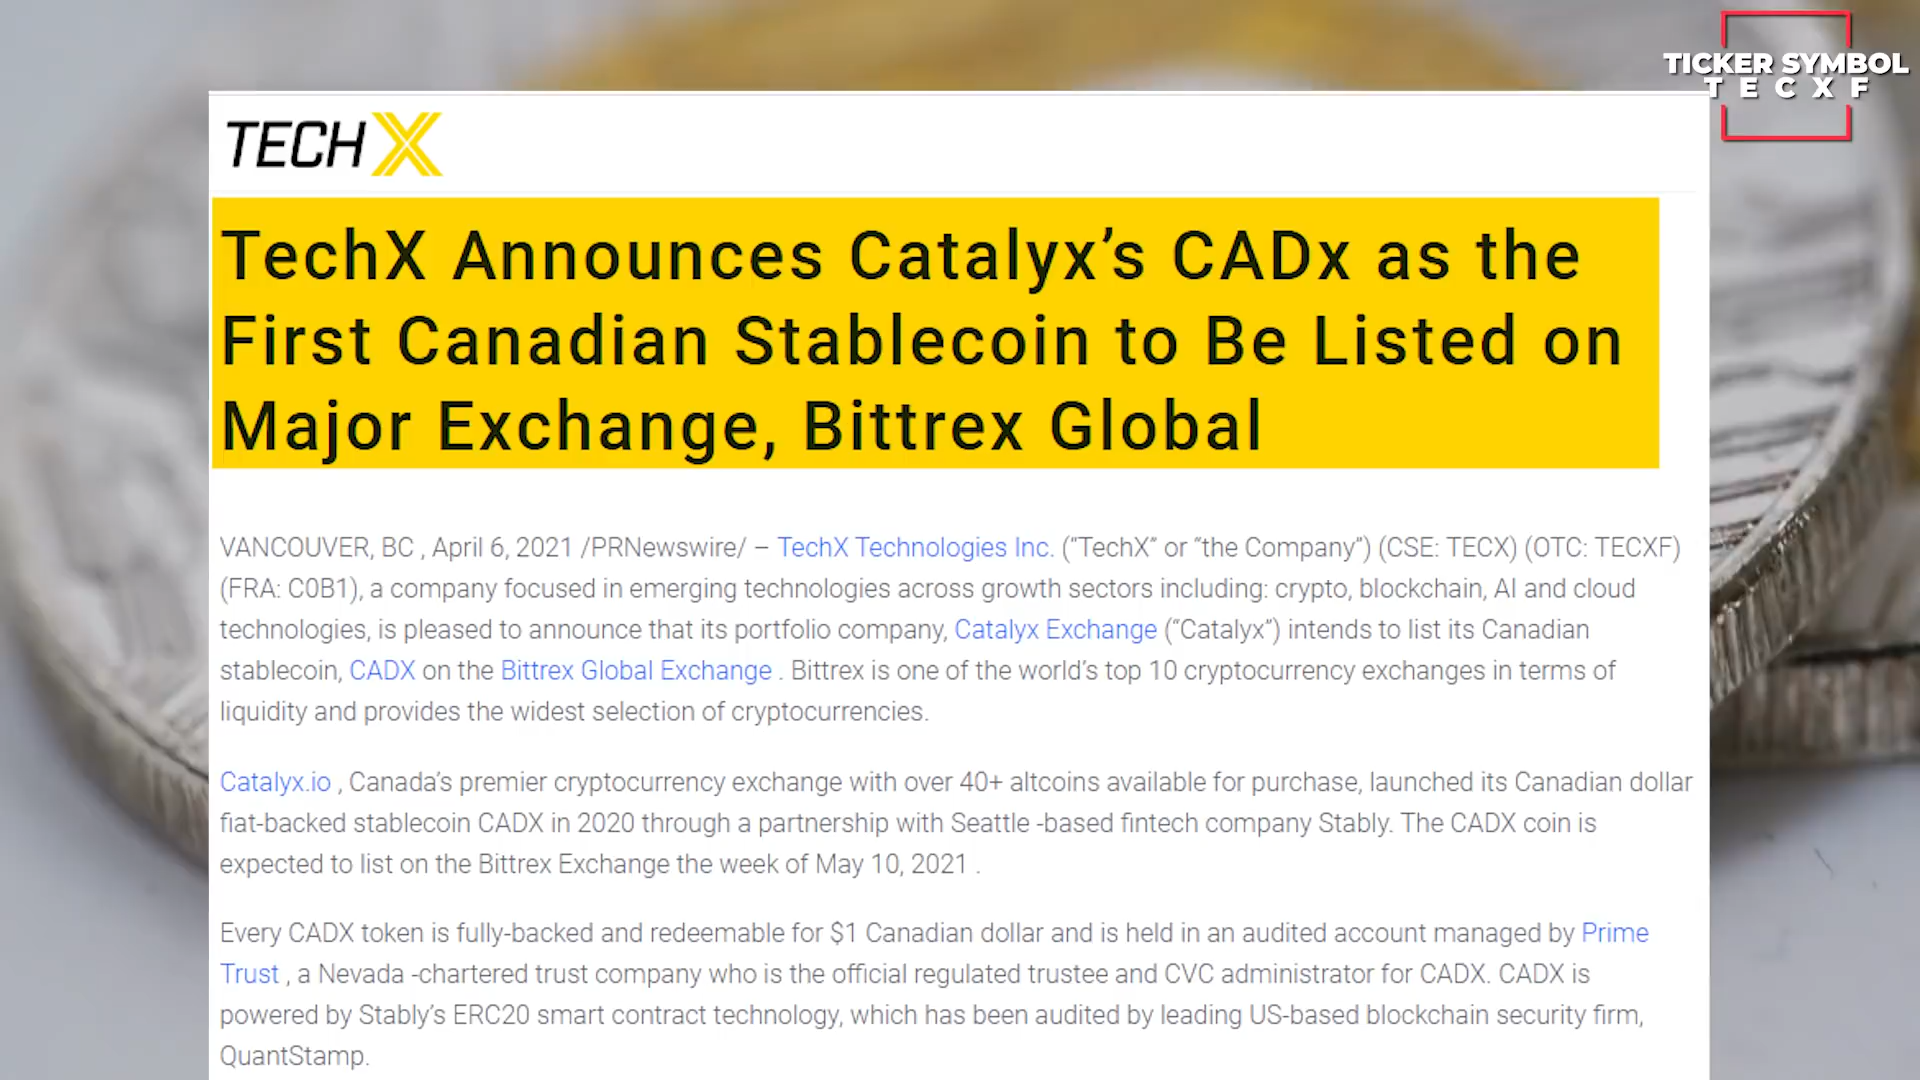 TICKER SYMBOL
TECXF
TECHX
TechX Announces Catalyx’s CADx as the
First Canadian Stablecoin to Be Listed on
Major Exchange, Bittrex Global
VANCOUVER, BC , April 6, 2021 /PRNewswire/ – TechX Technologies Inc. (“TechX” or “the Company”) (CSE: TECX) (OTC: TECXF)
(FRA: C0B1), a company focused in emerging technologies across growth sectors including: crypto, blockchain, AI and cloud
technologies, is pleased to announce that its portfolio company, Catalyx Exchange (“Catalyx”) intends to list its Canadian
stablecoin, CADX on the Bittrex Global Exchange . Bittrex is one of the world’s top 10 cryptocurrency exchanges in terms of
liquidity and provides the widest selection of cryptocurrencies.
Catalyx.io , Canada’s premier cryptocurrency exchange with over 40+ altcoins available for purchase, launched its Canadian dollar
fiat-backed stablecoin CADX in 2020 through a partnership with Seattle -based fintech company Stably. The CADX coin is
expected to list on the Bittrex Exchange the week of May 10, 2021 .
Every CADX token is fully-backed and redeemable for $1 Canadian dollar and is held in an audited account managed by Prime
Trust , a Nevada -chartered trust company who is the official regulated trustee and CVC administrator for CADX. CADX is
powered by Stably’s ERC20 smart contract technology, which has been audited by leading US-based blockchain security firm,
QuantStamp.